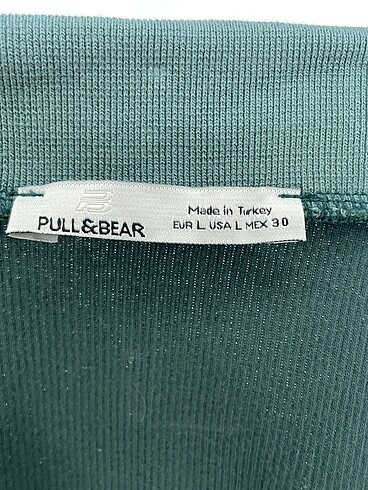 PULL&BEAR
Made in Turkey
EUR L USA L MEX 30